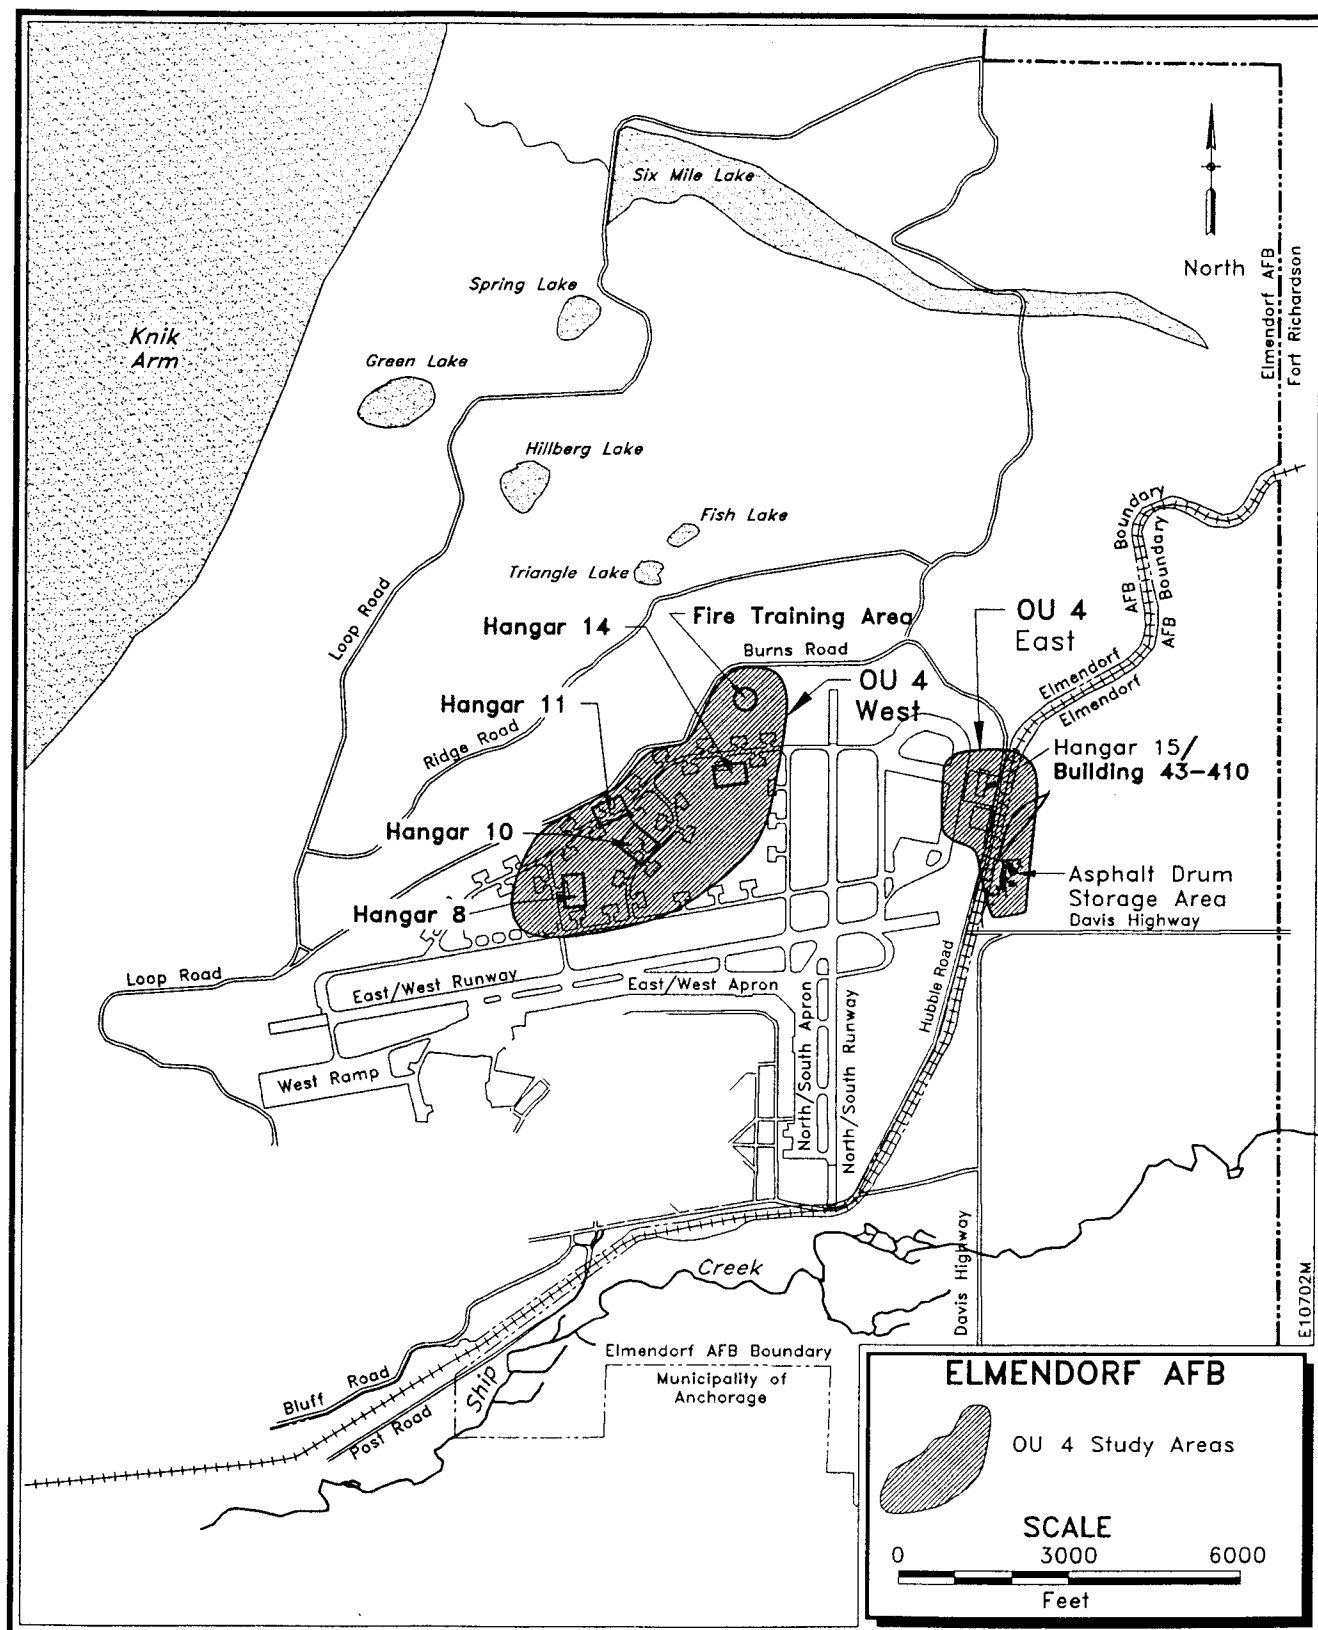 Six Mile Lake
North
Elmendorf AFB
Fort Richardson
Spring Lake
Knik
Arm
Green Lake
Hillberg Lake
Fish Lake
Triangle Lake
Boundary
AFB
Boundary
AFB
Elmendorf
Elmendorf
Loop Road
Hangar 14
Fire Training Area
OU 4
East
Burns Road
OU 4
West
Hangar 11
Ridge Road
Hangar 15/
Building 43-410
Hangar 10
Asphalt Drum
Storage Area
Davis Highway
Hangar 8
Loop Road
East/West Runway
East/West Apron
Hubble Road
West Ramp
North/South Apron
North/South Runway
Davis Highway
Creek
Ship
Bluff Road
Post Road
Elmendorf AFB Boundary
Municipality of
Anchorage
E10702M
ELMENDORF AFB
OU 4 Study Areas
SCALE
0 3000 6000
Feet